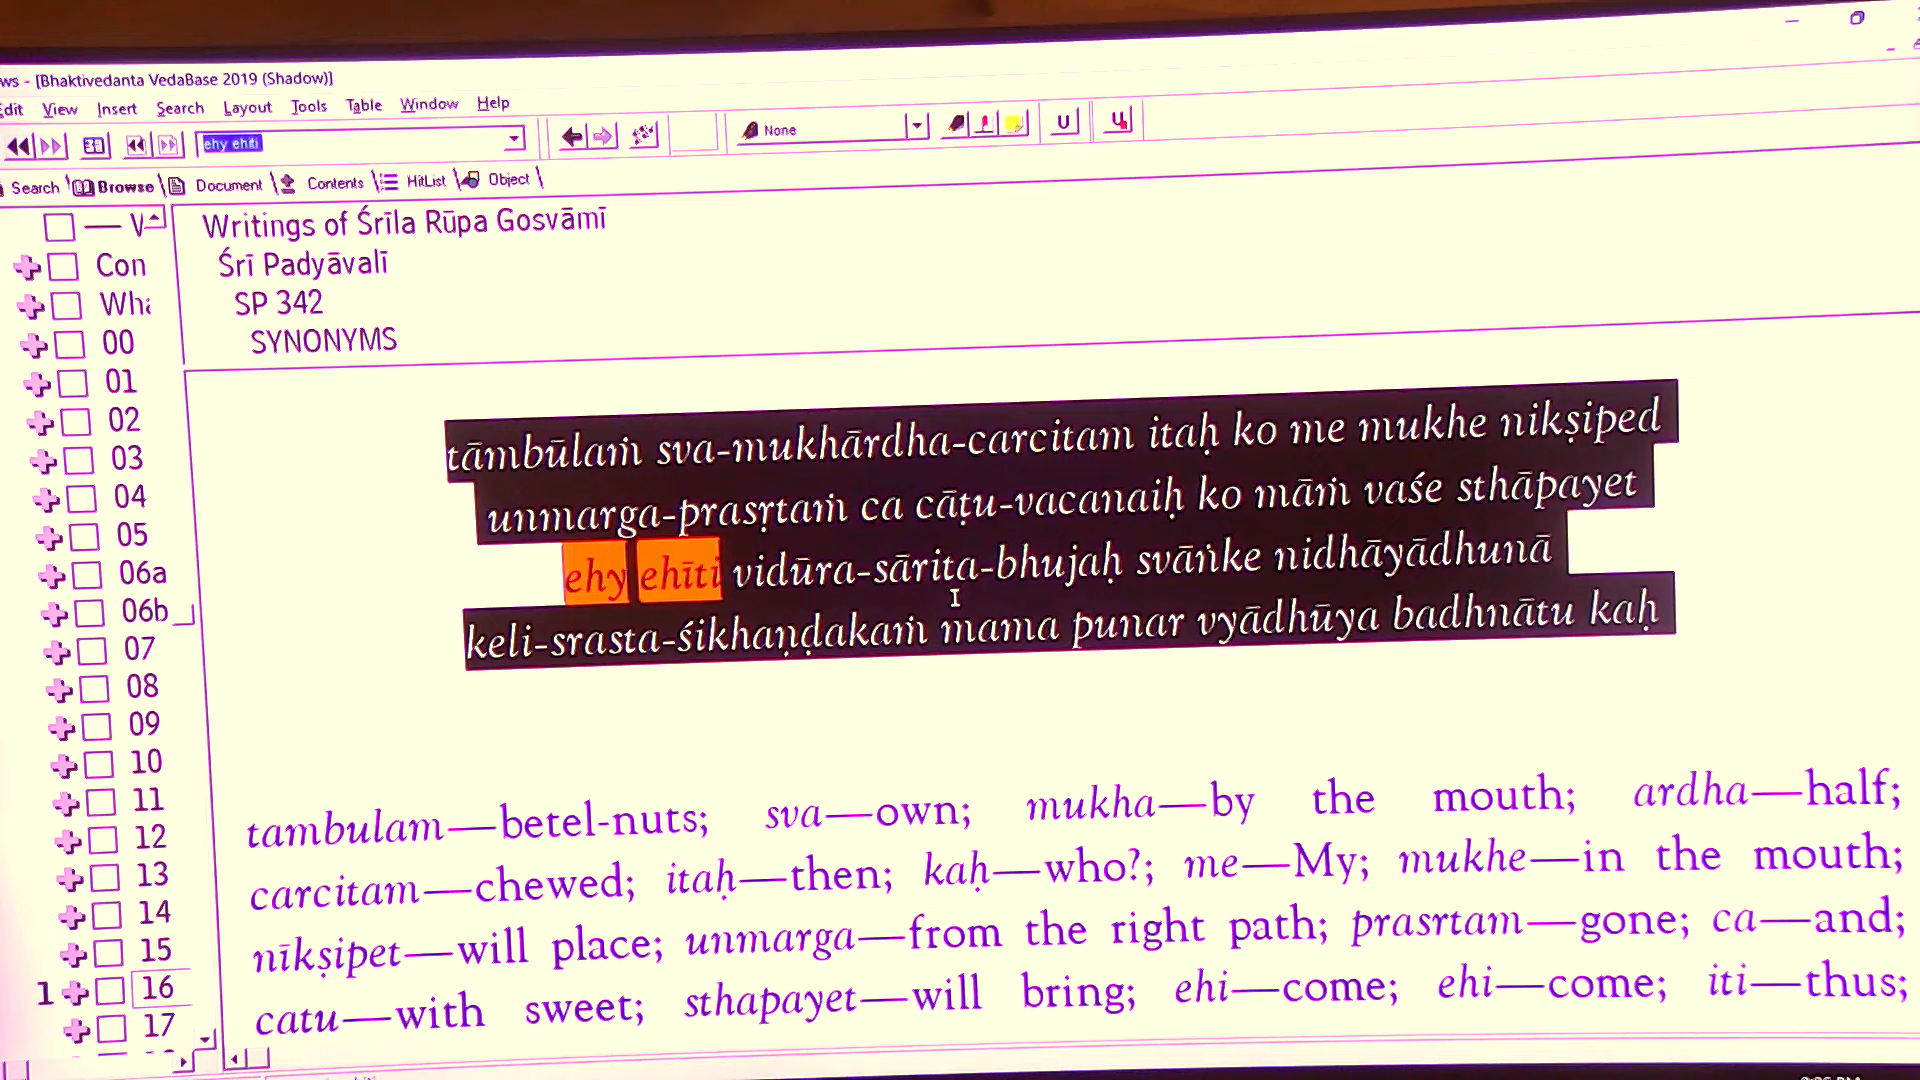 ws - [Bhaktivedanta VedaBase 2019 (Shadow)]
Edit View Insert Search Layout Tools Table Window Help
ehy ehiti
None
U
Search Browse Document Contents HitList Object
Writings of Śrīla Rūpa Gosvāmī
Śrī Padyāvalī
SP 342
SYNONYMS
Con
00
01
02
03
04
05
06a
06b
07
08
09
10
11
12
13
14
15
1 16
17
tāmbūlaṁ sva-mukhārdha-carcitam itaḥ ko me mukhe nikṣiped
unmarga-prasṛtaṁ ca cāṭu-vacanaiḥ ko māṁ vaśe sthāpayet
ehy ehīti vidūra-sārita-bhujaḥ svāṅke nidhāyādhunā
keli-srasta-śikhaṇḍakaṁ mama punar vyādhūya badhnātu kaḥ
tambulam—betel-nuts; sva—own; mukha—by the mouth; ardha—half;
carcitam—chewed; itaḥ—then; kaḥ—who?; me—My; mukhe—in the mouth;
nīkṣipet—will place; unmarga—from the right path; prasrtam—gone; ca—and;
catu—with sweet; sthapayet—will bring; ehi—come; ehi—come; iti—thus;